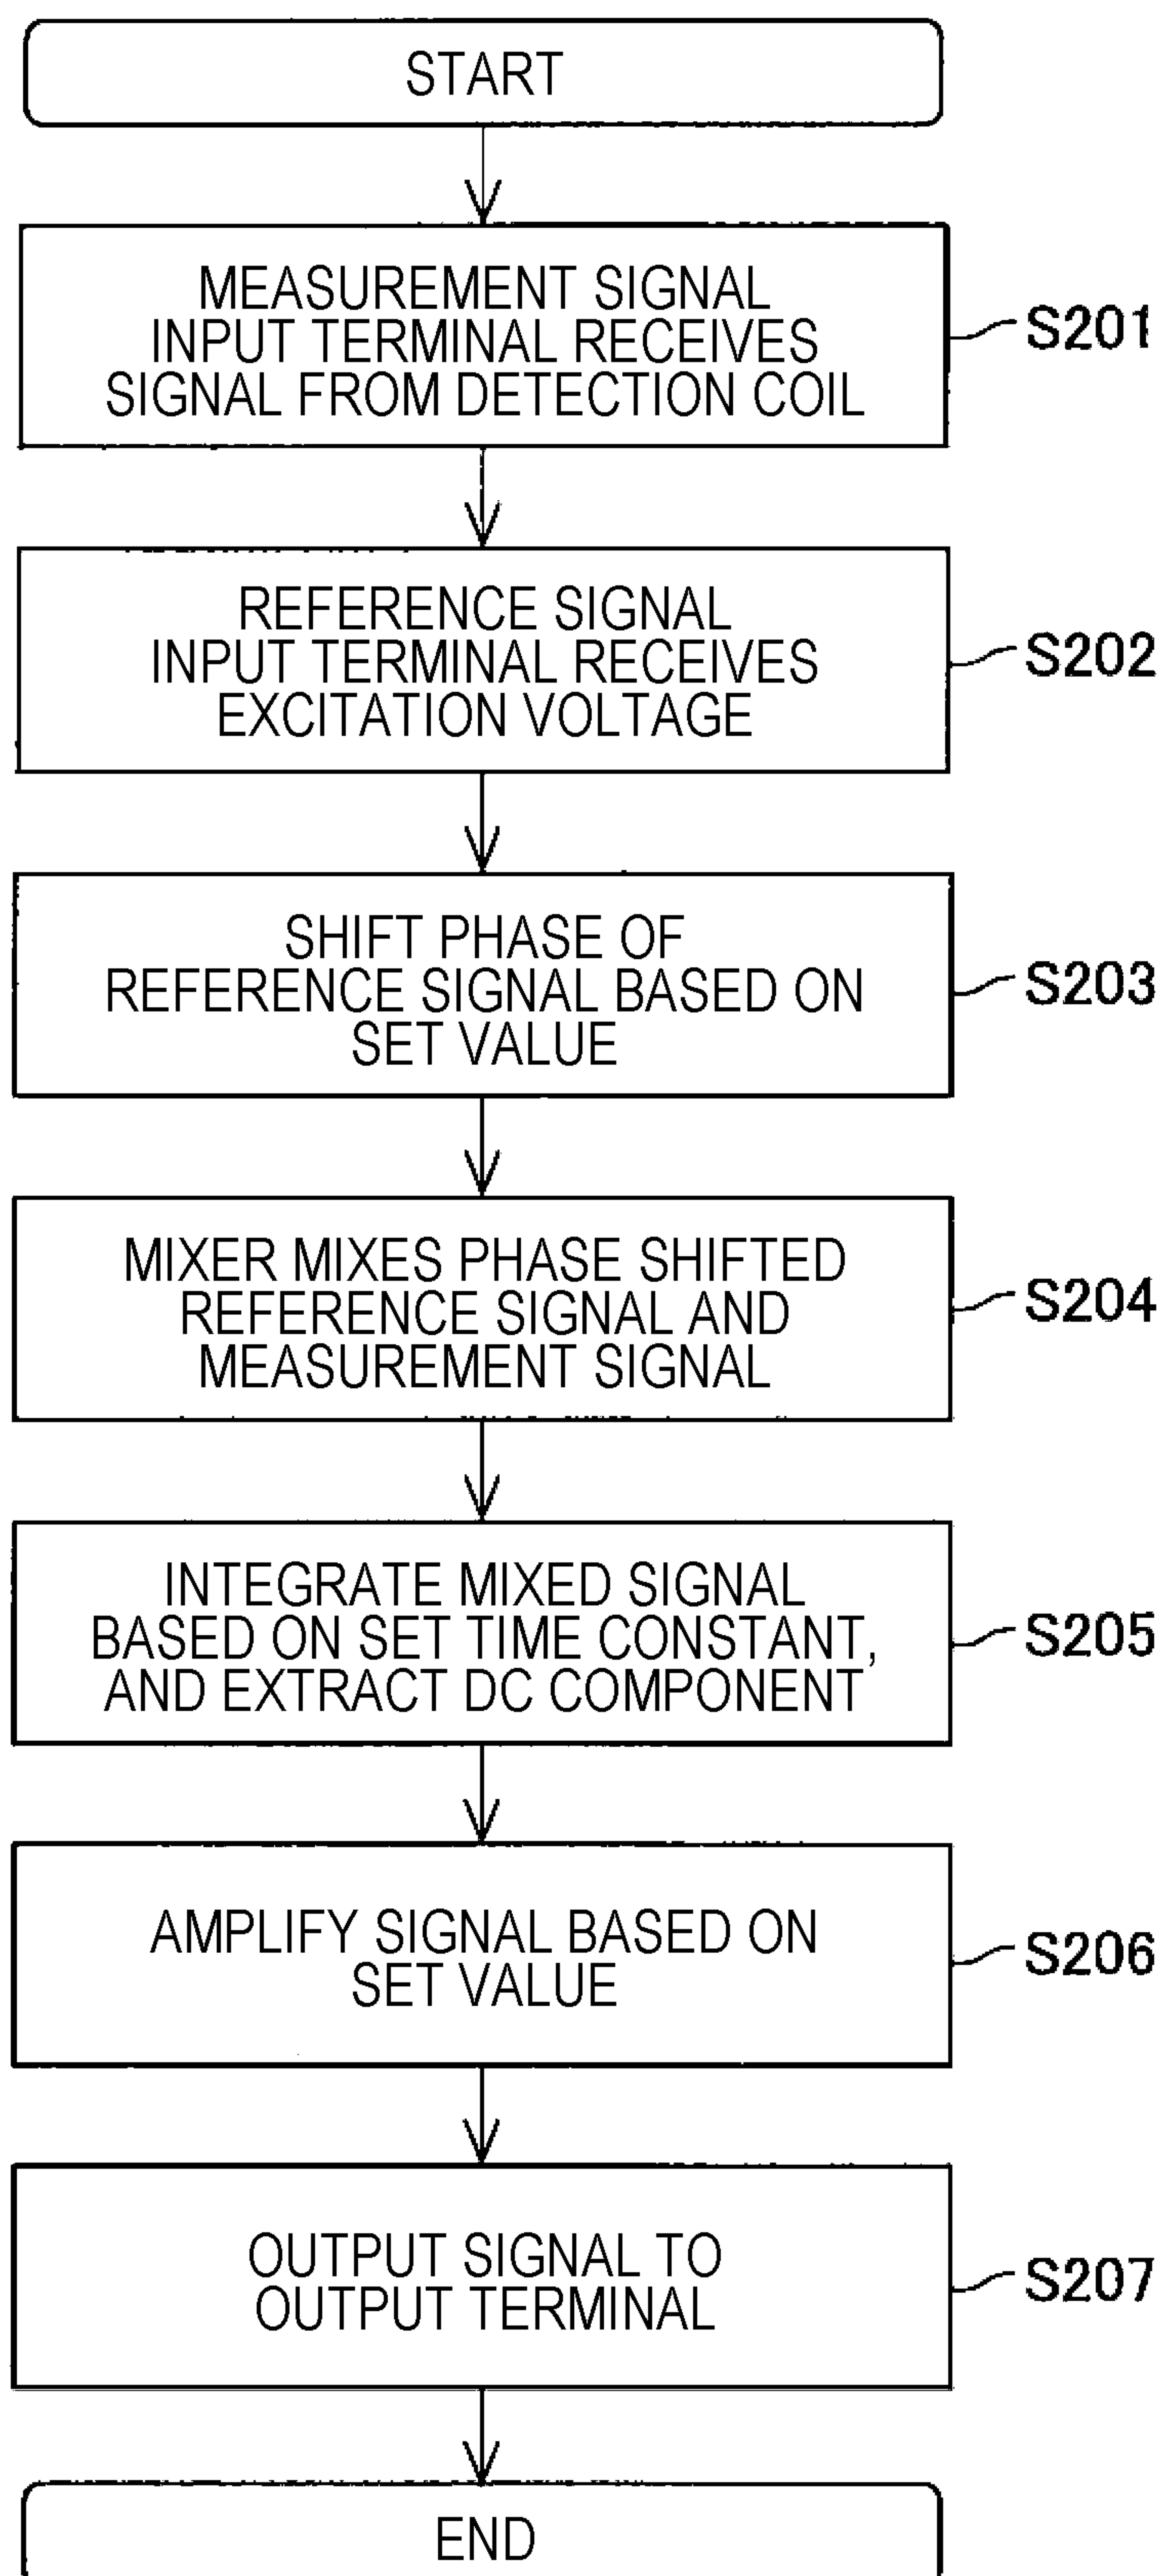 START
MEASUREMENT SIGNAL
INPUT TERMINAL RECEIVES
SIGNAL FROM DETECTION COIL
S201
REFERENCE SIGNAL
INPUT TERMINAL RECEIVES
EXCITATION VOLTAGE
S202
SHIFT PHASE OF
REFERENCE SIGNAL BASED ON
SET VALUE
S203
MIXER MIXES PHASE SHIFTED
REFERENCE SIGNAL AND
MEASUREMENT SIGNAL
S204
INTEGRATE MIXED SIGNAL
BASED ON SET TIME CONSTANT,
AND EXTRACT DC COMPONENT
S205
AMPLIFY SIGNAL BASED ON
SET VALUE
S206
OUTPUT SIGNAL TO
OUTPUT TERMINAL
S207
END